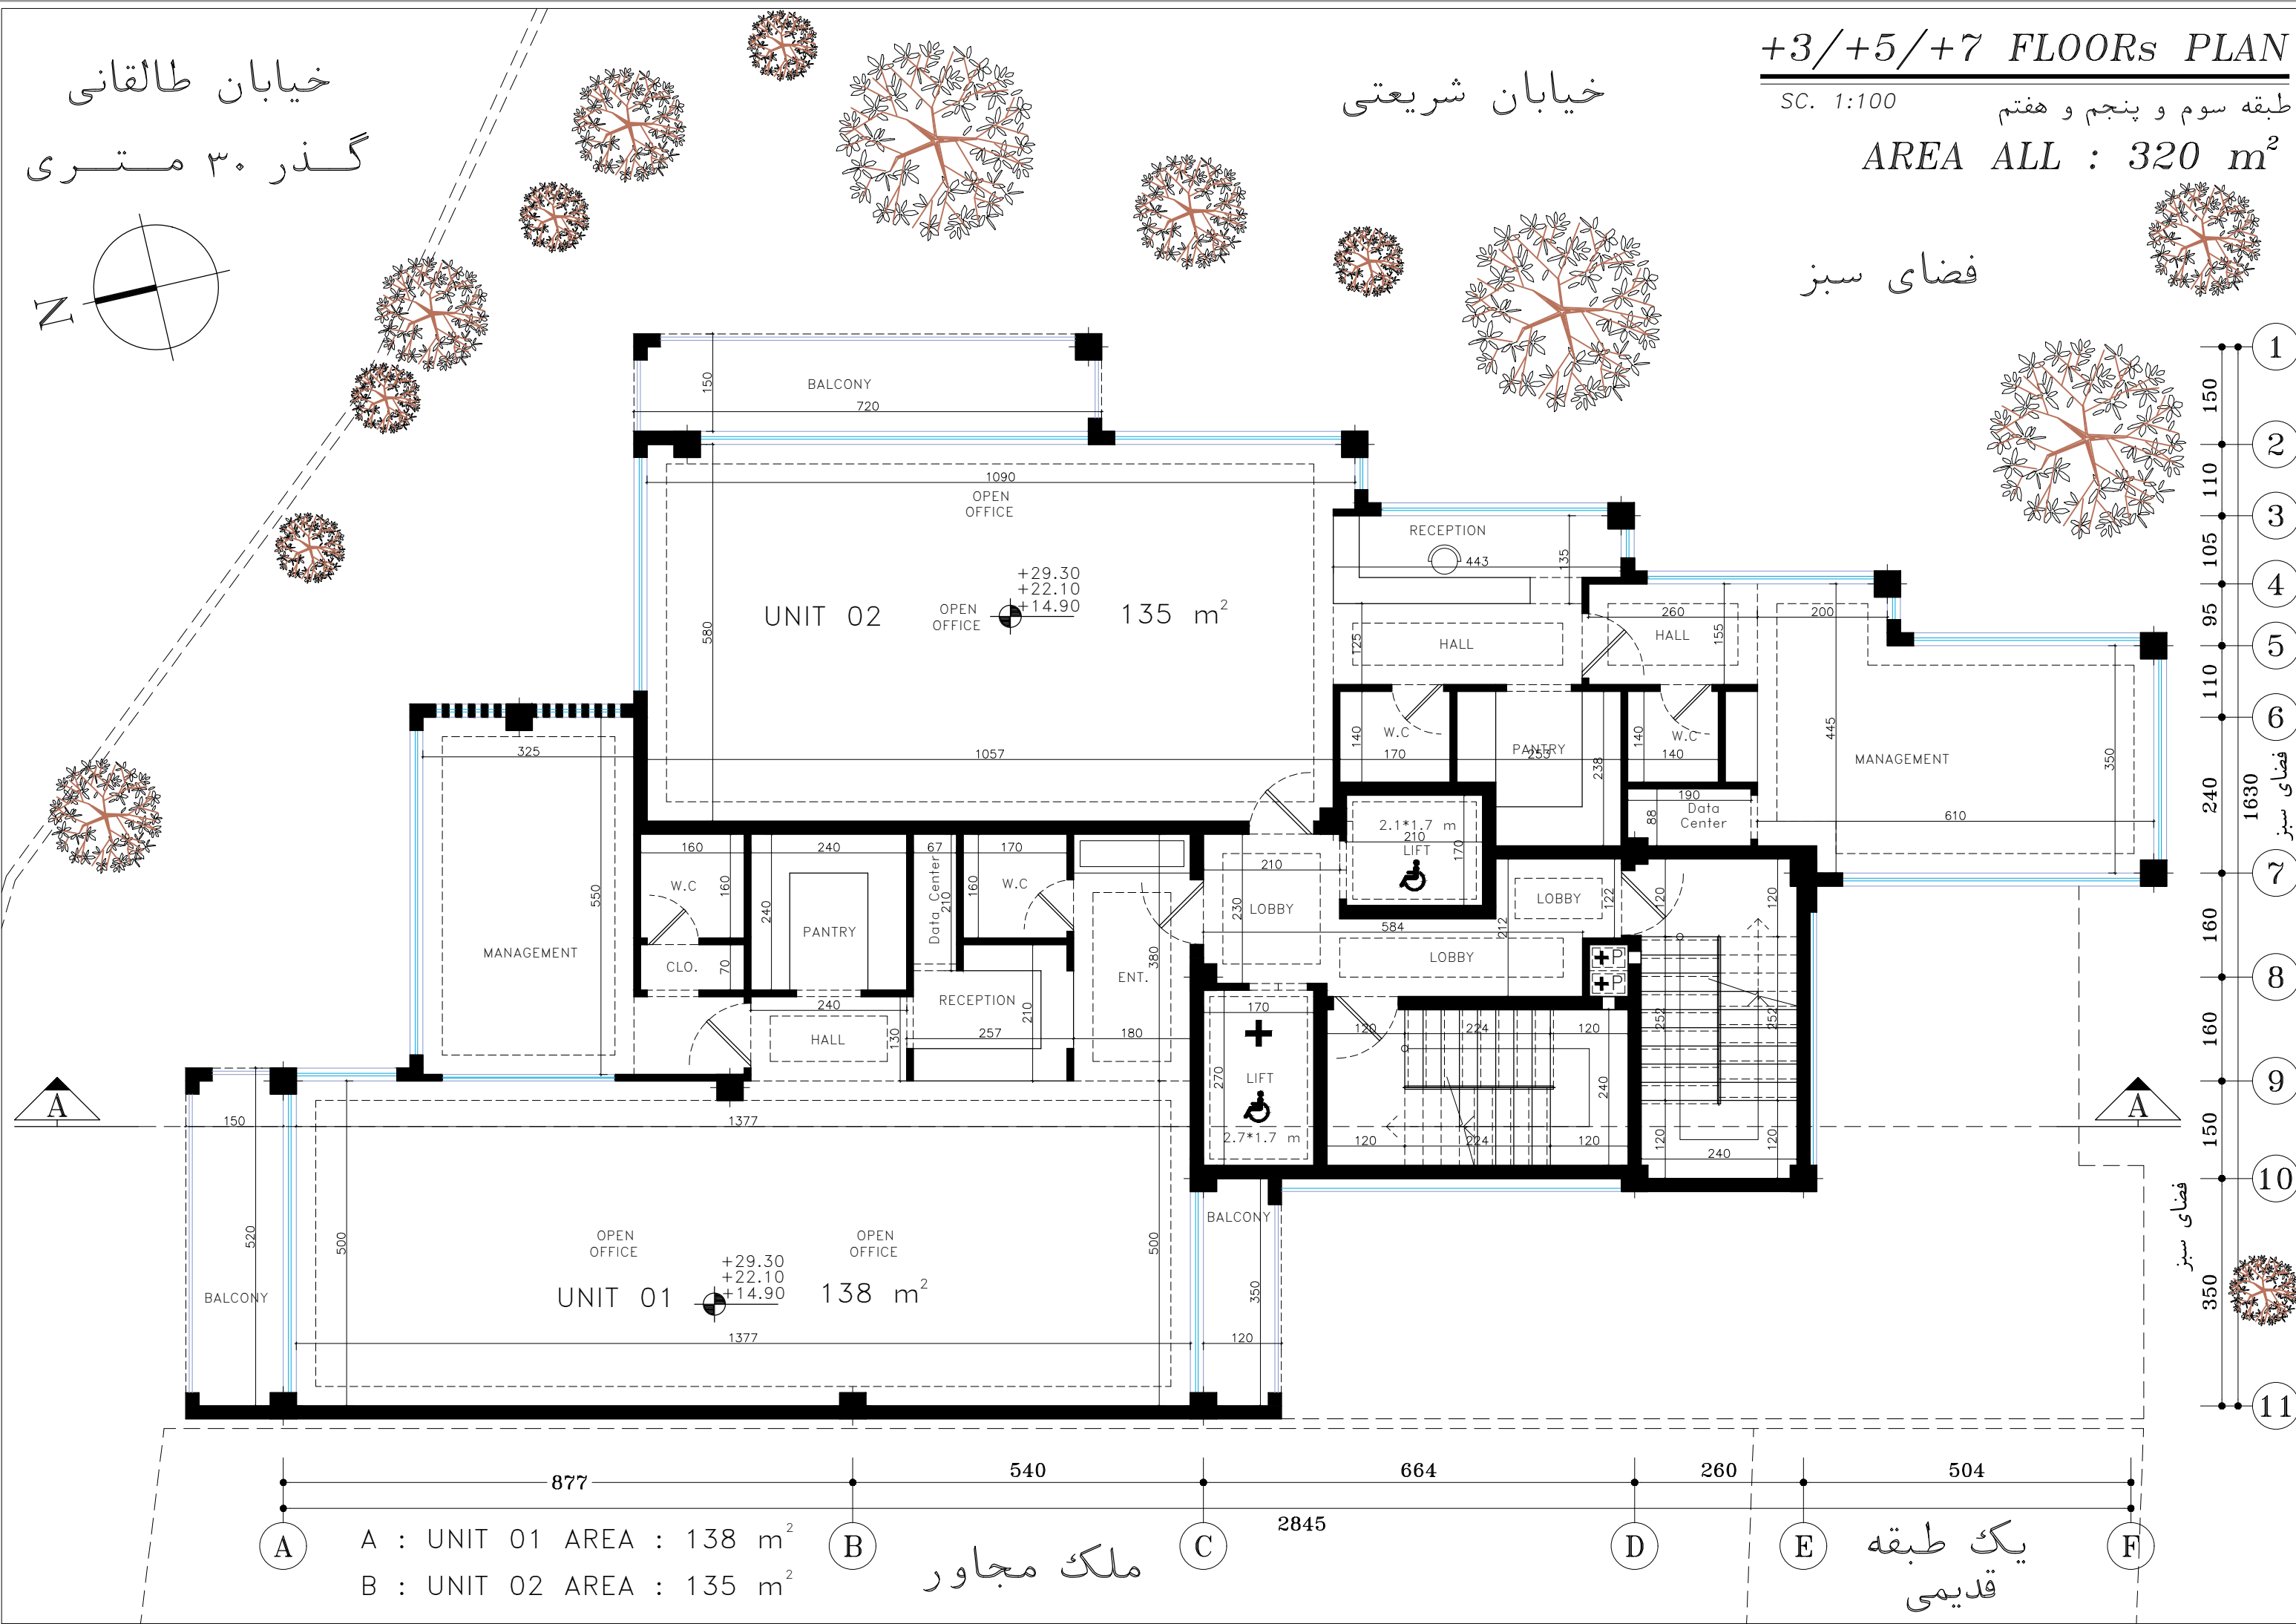 خیابان طالقانی
گذر ۳۰ متری
N
خیابان شریعتی
+3/+5/+7 FLOORs PLAN
SC. 1:100
طبقه سوم و پنجم و هفتم
AREA ALL : 320 m²
فضای سبز
BALCONY
150
720
1090
OPEN
OFFICE
+29.30
+22.10
+14.90
UNIT 02
OPEN
OFFICE
135 m²
580
1057
RECEPTION
443
135
HALL
125
260
200
HALL
155
W.C
140
170
PANTRY
253
238
W.C
140
140
445
MANAGEMENT
350
190
Data
Center
88
610
325
550
MANAGEMENT
160
W.C
160
CLO.
70
240
240
PANTRY
67
Data Center
210
170
160
W.C
ENT.
380
RECEPTION
210
257
180
240
HALL
130
2.1*1.7 m
210
LIFT
170
210
230
LOBBY
584
212
LOBBY
122
LOBBY
+P
+P
170
LIFT
270
2.7*1.7 m
120
224
120
240
120
224
120
120
120
252
252
120
120
240
A
A
150
1377
520
500
BALCONY
OPEN
OFFICE
OPEN
OFFICE
+29.30
+22.10
+14.90
UNIT 01
138 m²
1377
500
BALCONY
350
120
1
150
2
110
3
105
4
95
5
110
6
240
7
160
8
160
9
150
10
350
11
1630
فضای سبز
فضای سبز
877
540
664
260
504
2845
A
B
C
D
E
F
A : UNIT 01 AREA : 138 m²
B : UNIT 02 AREA : 135 m²
ملک مجاور
یک طبقه
قدیمی